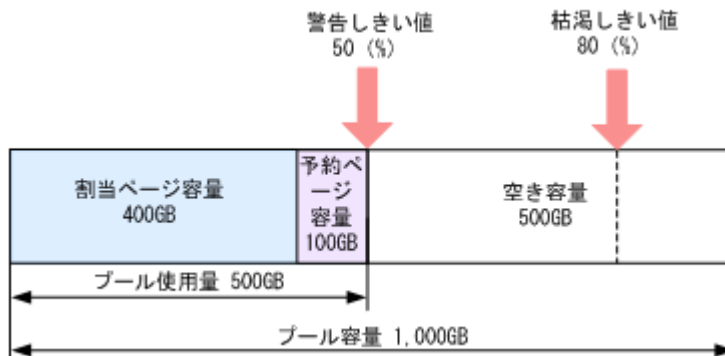 警告しきい値
50 (%)
枯渇しきい値
80 (%)
割当ページ容量
400GB
予約ペ
ージ
容量
100GB
空き容量
500GB
プール使用量 500GB
プール容量 1,000GB